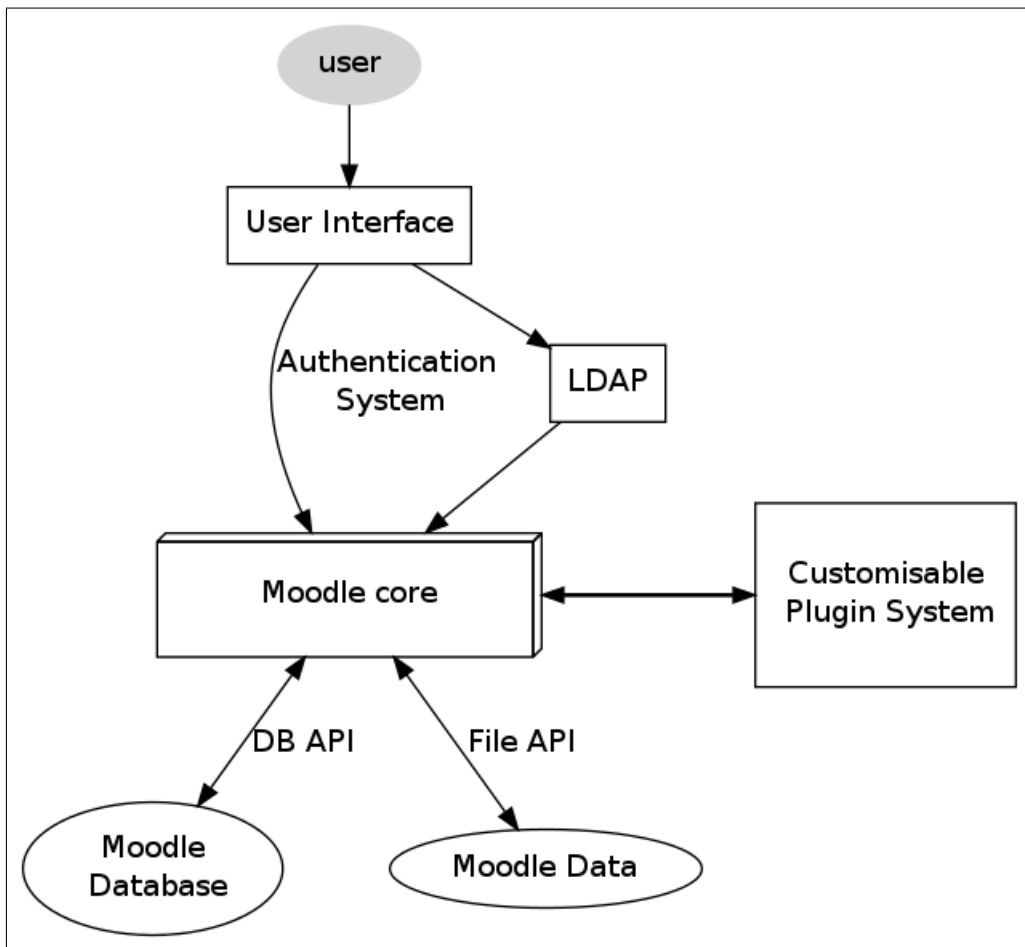 user
User Interface
Authentication
System
LDAP
Moodle core
Customisable
Plugin System
DB API
File API
Moodle
Database
Moodle Data